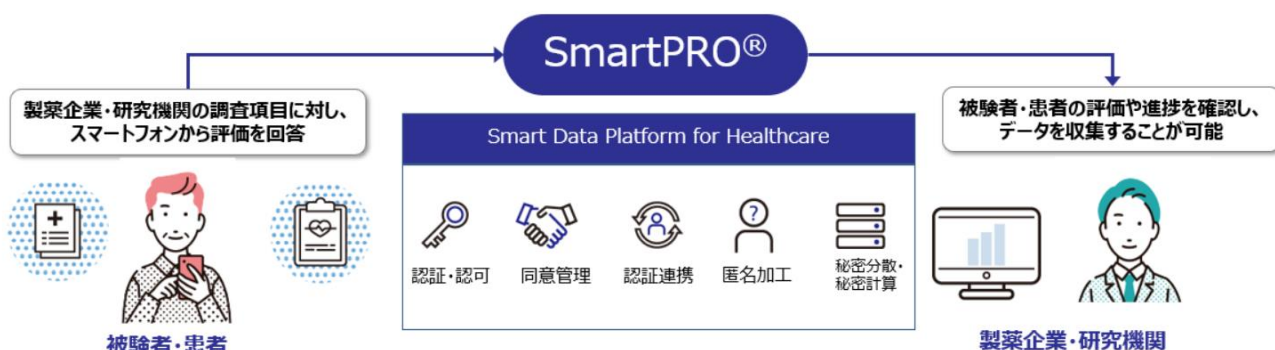 SmartPRO®
製薬企業・研究機関の調査項目に対し、
スマートフォンから評価を回答
被験者・患者の評価や進捗を確認し、
データを収集することが可能
Smart Data Platform for Healthcare
?
認証・認可
同意管理
認証連携
匿名加工
秘密分散・
秘密計算
被験者・患者
製薬企業・研究機関